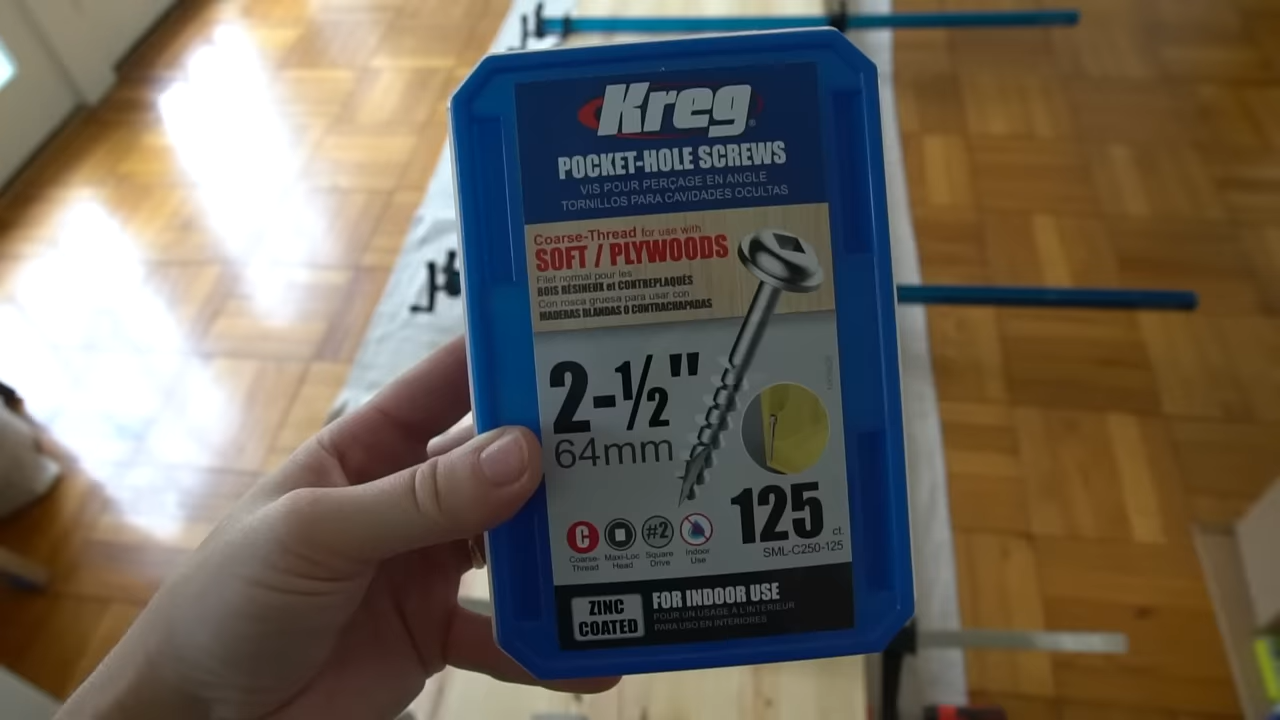 Kreg®
POCKET-HOLE SCREWS
VIS POUR PERÇAGE EN ANGLE
TORNILLOS PARA CAVIDADES OCULTAS
Coarse-Thread for use with
SOFT / PLYWOODS
Filet normal pour les
BOIS RÉSINEUX et CONTREPLAQUÉS
Con rosca gruesa para usar con
MADERAS BLANDAS O CONTRACHAPADAS
2-½"
64mm
125 ct.
SML-C250-125
C
Coarse-
Thread
Maxi-Loc
Head
#2
Square
Drive
Indoor
Use
ZINC
COATED
FOR INDOOR USE
POUR UN USAGE À L'INTÉRIEUR
PARA USO EN INTERIORES